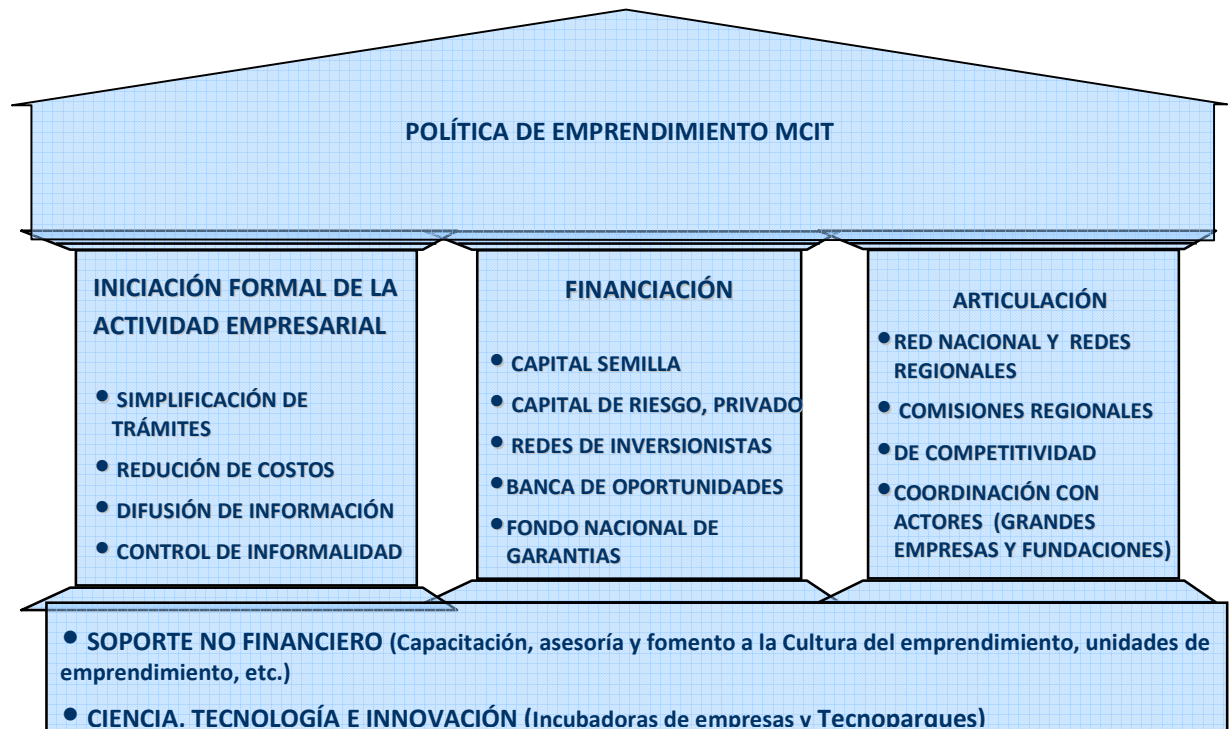 POLÍTICA DE EMPRENDIMIENTO MCIT
INICIACIÓN FORMAL DE LA
ACTIVIDAD EMPRESARIAL
• SIMPLIFICACIÓN DE
TRÁMITES
• REDUCIÓN DE COSTOS
• DIFUSIÓN DE INFORMACIÓN
• CONTROL DE INFORMALIDAD
FINANCIACIÓN
• CAPITAL SEMILLA
• CAPITAL DE RIESGO, PRIVADO
• REDES DE INVERSIONISTAS
• BANCA DE OPORTUNIDADES
• FONDO NACIONAL DE
GARANTIAS
ARTICULACIÓN
• RED NACIONAL Y REDES
REGIONALES
• COMISIONES REGIONALES
• DE COMPETITIVIDAD
• COORDINACIÓN CON
ACTORES (GRANDES
EMPRESAS Y FUNDACIONES)
• SOPORTE NO FINANCIERO (Capacitación, asesoría y fomento a la Cultura del emprendimiento, unidades de
emprendimiento, etc.)
• CIENCIA, TECNOLOGÍA E INNOVACIÓN (Incubadoras de empresas y Tecnoparques)